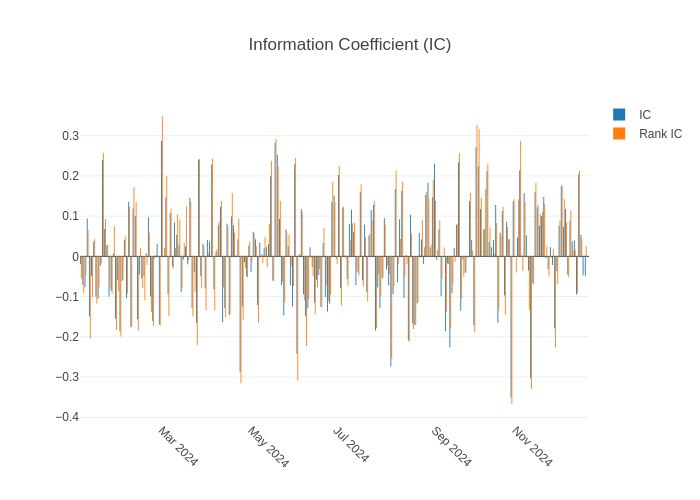 Information Coefficient (IC)
IC
Rank IC
0.3
0.2
0.1
0
−0.1
−0.2
−0.3
−0.4
Mar 2024
May 2024
Jul 2024
Sep 2024
Nov 2024